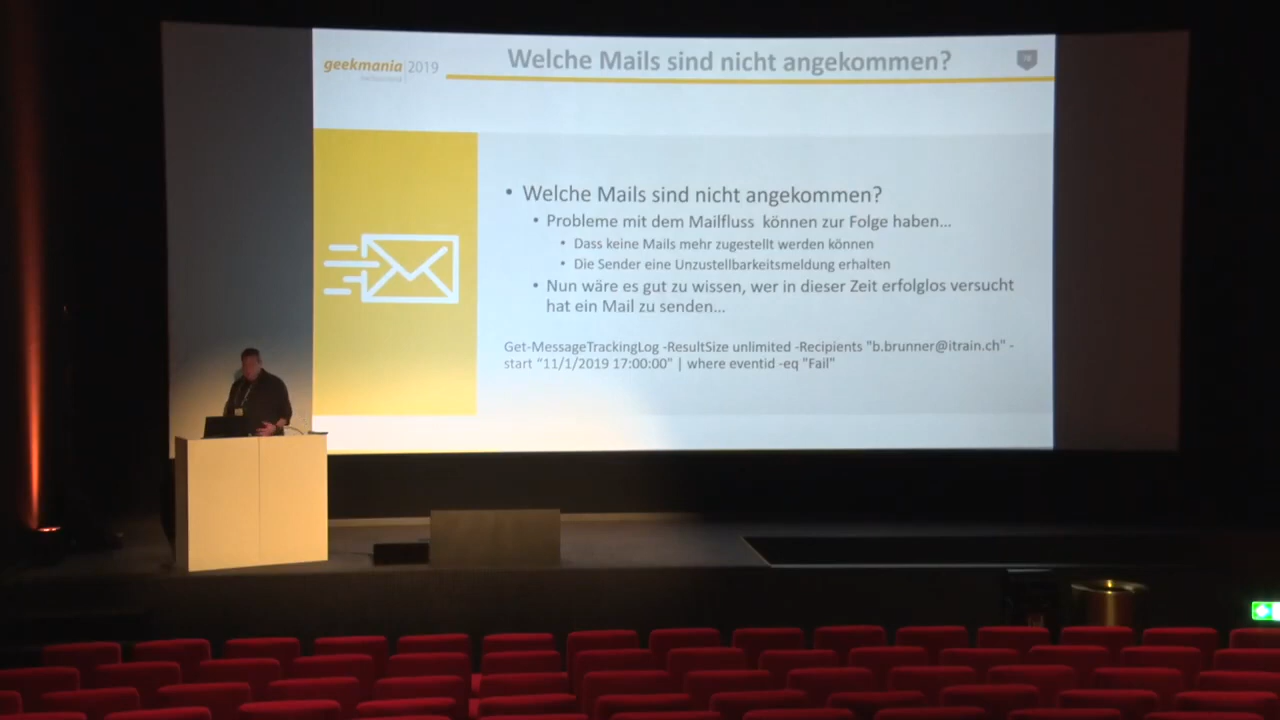 geekmania 2019
Welche Mails sind nicht angekommen?
• Welche Mails sind nicht angekommen?
• Probleme mit dem Mailfluss können zur Folge haben...
• Dass keine Mails mehr zugestellt werden können
• Die Sender eine Unzustellbarkeitsmeldung erhalten
• Nun wäre es gut zu wissen, wer in dieser Zeit erfolglos versucht
hat ein Mail zu senden...
Get-MessageTrackingLog -ResultSize unlimited -Recipients "b.brunner@itrain.ch" -
start “11/1/2019 17:00:00" | where eventid -eq "Fail"